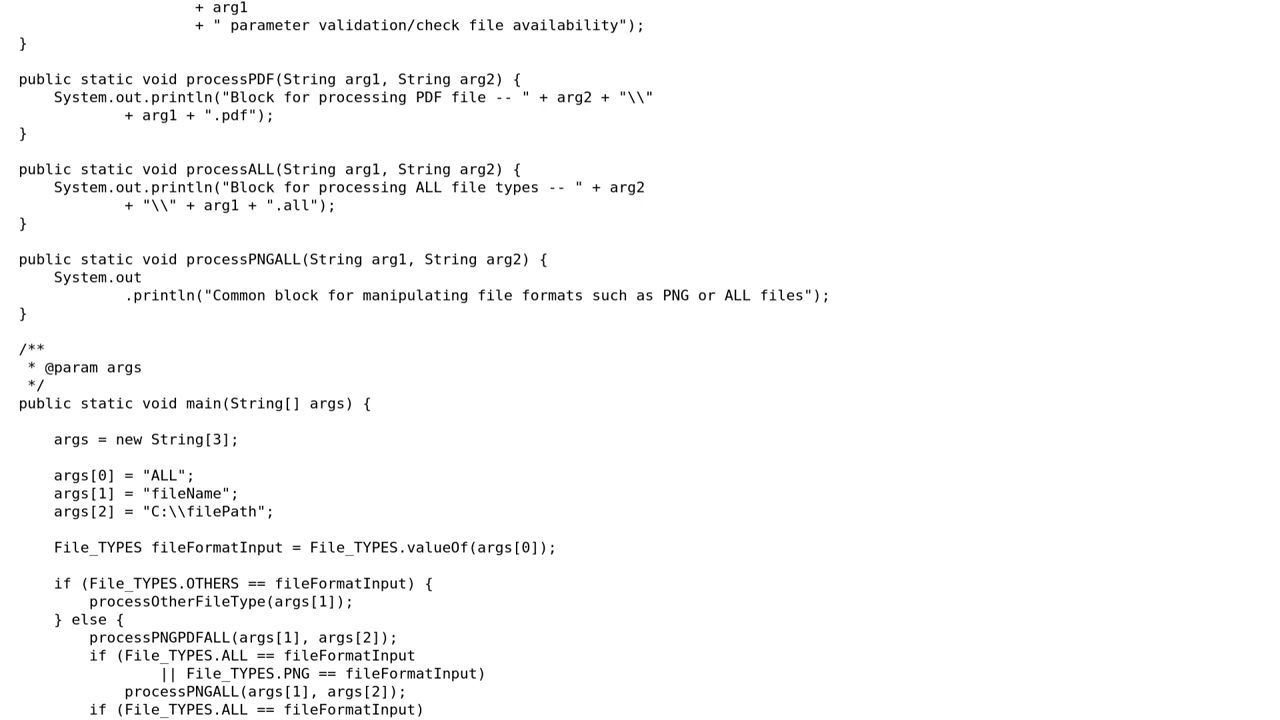 + arg1
                    + " parameter validation/check file availability");
}

public static void processPDF(String arg1, String arg2) {
    System.out.println("Block for processing PDF file -- " + arg2 + "\\"
            + arg1 + ".pdf");
}

public static void processALL(String arg1, String arg2) {
    System.out.println("Block for processing ALL file types -- " + arg2
            + "\\" + arg1 + ".all");
}

public static void processPNGALL(String arg1, String arg2) {
    System.out
            .println("Common block for manipulating file formats such as PNG or ALL files");
}

/**
 * @param args
 */
public static void main(String[] args) {

    args = new String[3];

    args[0] = "ALL";
    args[1] = "fileName";
    args[2] = "C:\\filePath";

    File_TYPES fileFormatInput = File_TYPES.valueOf(args[0]);

    if (File_TYPES.OTHERS == fileFormatInput) {
        processOtherFileType(args[1]);
    } else {
        processPNGPDFALL(args[1], args[2]);
        if (File_TYPES.ALL == fileFormatInput
                || File_TYPES.PNG == fileFormatInput)
            processPNGALL(args[1], args[2]);
        if (File_TYPES.ALL == fileFormatInput)